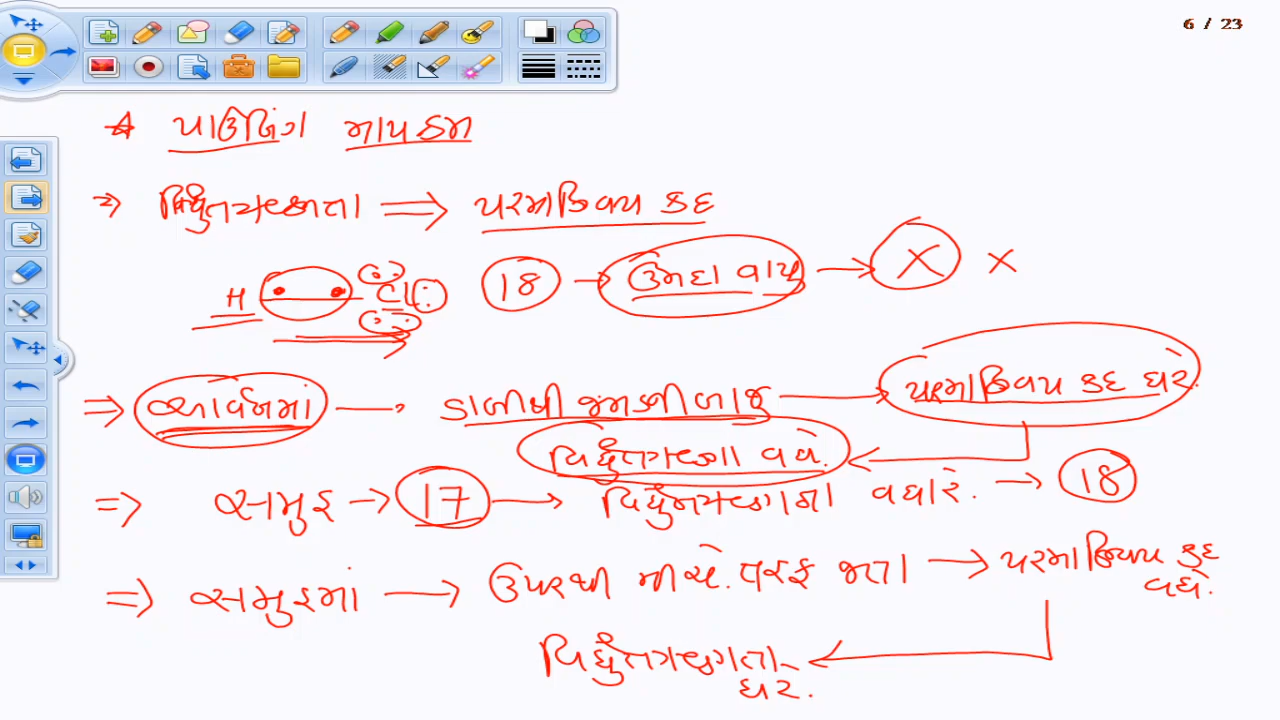 6 / 23
* પાઉલિંગ માપક્રમ
⇒ વિદ્યુતઋણતા ⇒ પરમાણ્વિય કદ
H Cl 18 → ઉમદા વાયુ → X X
⇒ આવર્તમાં → ડાબીથી જમણીબાજુ → પરમાણ્વિય કદ ઘટે.
વિદ્યુતઋણતા વધે.
⇒ સમુહ → 17 → વિદ્યુતઋણતા વધારે. → 18
⇒ સમુહમાં → ઉપરથી નીચે તરફ જતા → પરમાણ્વિય કદ વધે.
વિદ્યુતઋણતા ઘટે.